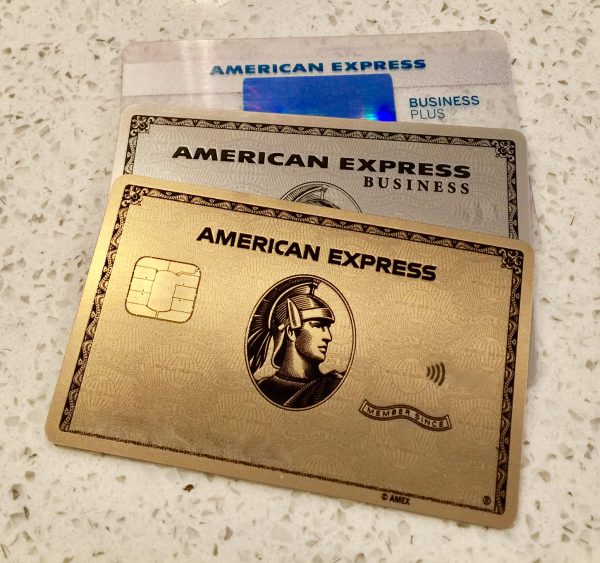 AMERICAN EXPRESS
BUSINESS
PLUS
AMERICAN EXPRESS
BUSINESS
AMERICAN EXPRESS
MEMBER SINCE
© AMEX
®